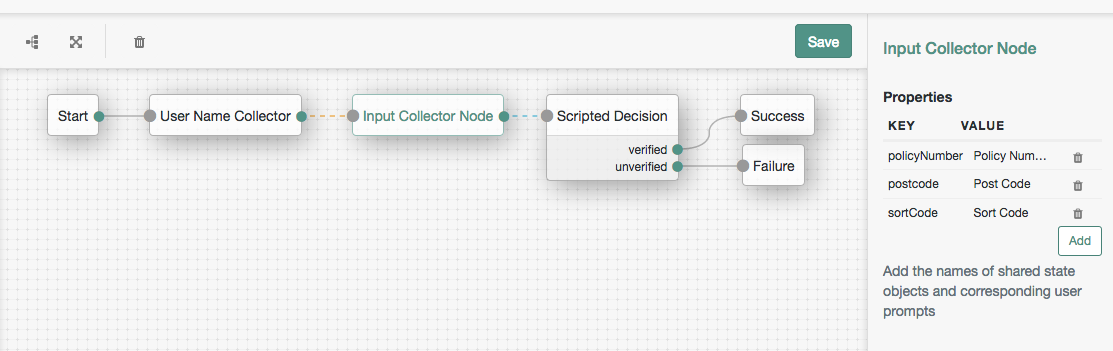 Save
Start
User Name Collector
Input Collector Node
Scripted Decision
verified
unverified
Success
Failure
Input Collector Node
Properties
KEY VALUE
policyNumber Policy Num...
postcode Post Code
sortCode Sort Code
Add
Add the names of shared state
objects and corresponding user
prompts